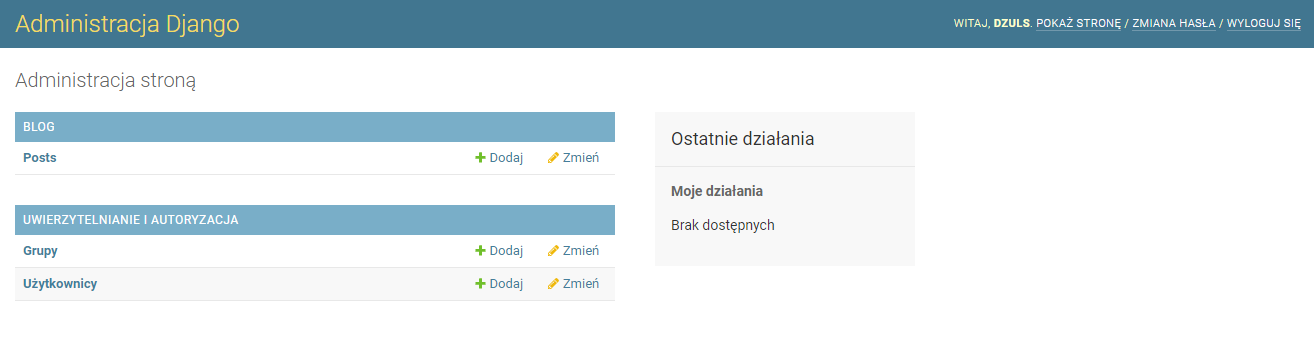 Administracja Django
WITAJ, DZULS. POKAŻ STRONĘ / ZMIANA HASŁA / WYLOGUJ SIĘ
Administracja stroną
BLOG
Posts Dodaj Zmień
UWIERZYTELNIANIE I AUTORYZACJA
Grupy Dodaj Zmień
Użytkownicy Dodaj Zmień
Ostatnie działania
Moje działania
Brak dostępnych